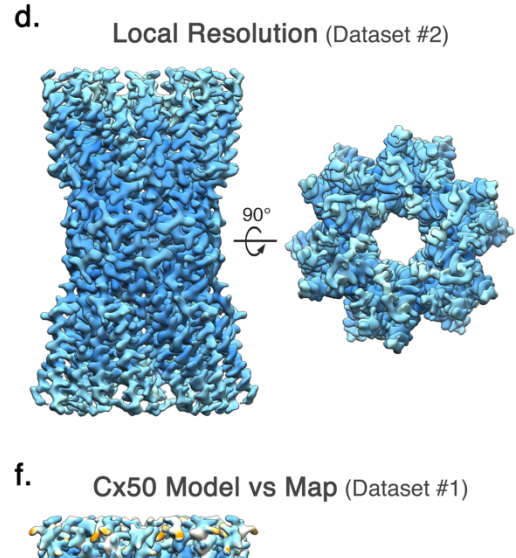 d.
Local Resolution (Dataset #2)
90°
f.
Cx50 Model vs Map (Dataset #1)